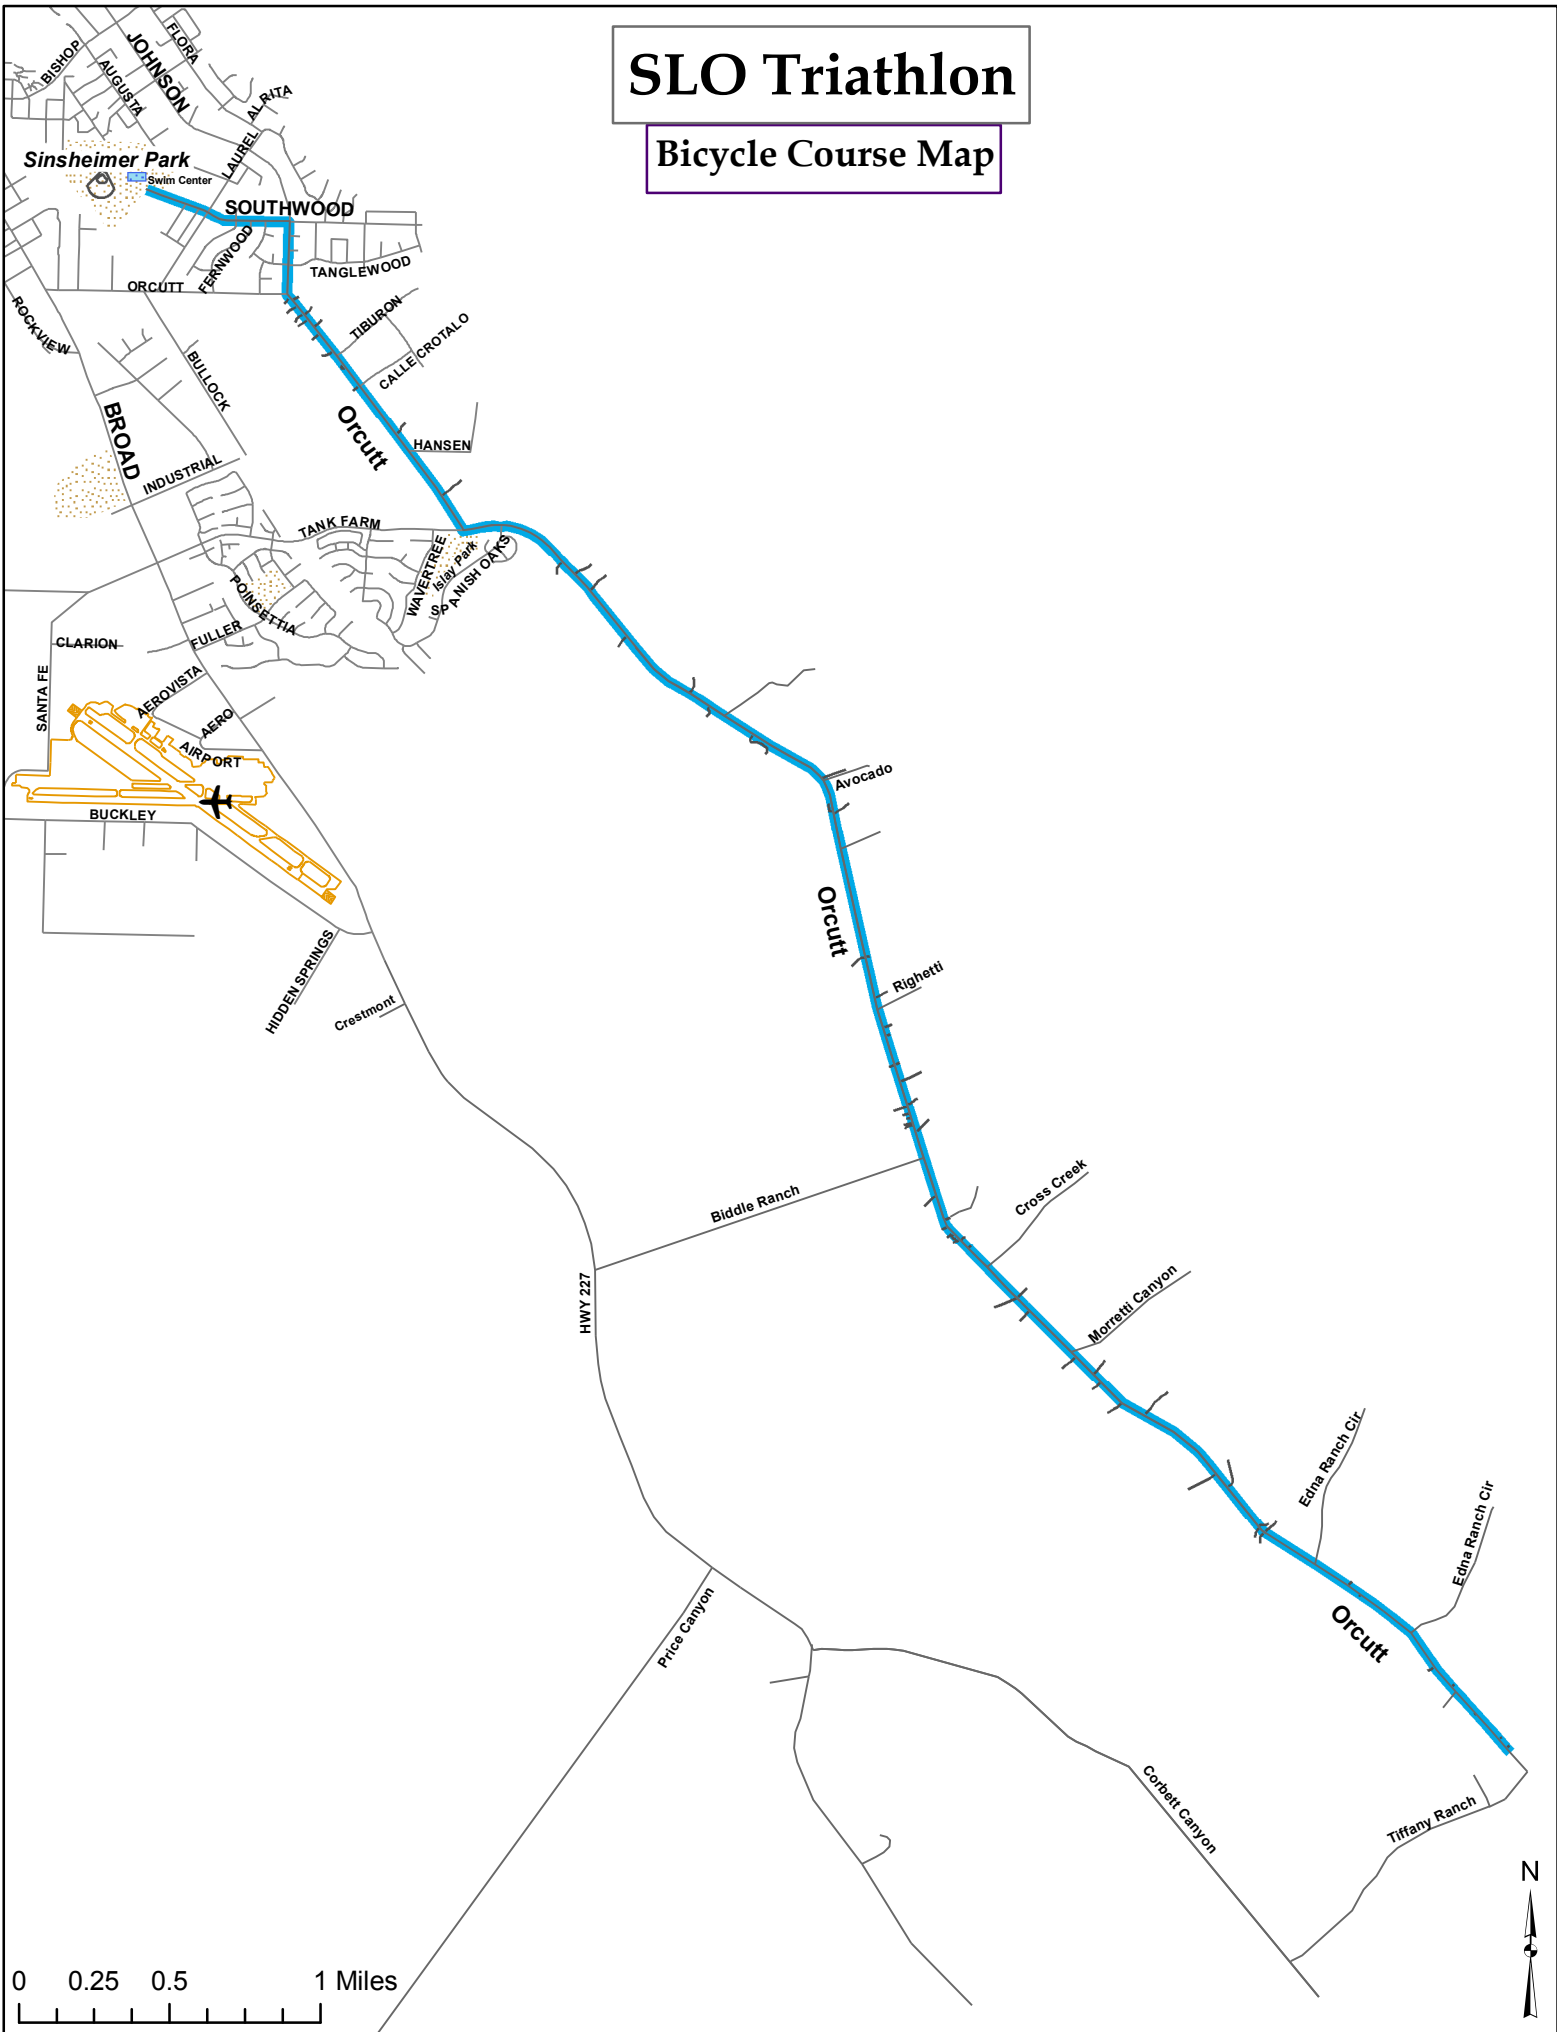 SLO Triathlon
Bicycle Course Map
BISHOP
AUGUSTA
JOHNSON
FLORA
ALRITA
LAUREL
Sinsheimer Park
Swim Center
SOUTHWOOD
FERNWOOD
TANGLEWOOD
ORCUTT
ROCKVIEW
TIBURON
CALLE CROTALO
BULLOCK
Orcutt
BROAD
HANSEN
INDUSTRIAL
TANK FARM
WAVERTREE
Islay Park
SPANISH OAKS
POINSETTIA
FULLER
CLARION
SANTA FE
AEROVISTA
AERO
AIRPORT
BUCKLEY
Avocado
Orcutt
HIDDEN SPRINGS
Crestmont
Righetti
Biddle Ranch
Cross Creek
HWY 227
Morretti Canyon
Edna Ranch Cir
Edna Ranch Cir
Orcutt
Price Canyon
Corbett Canyon
Tiffany Ranch
N
0 0.25 0.5 1 Miles